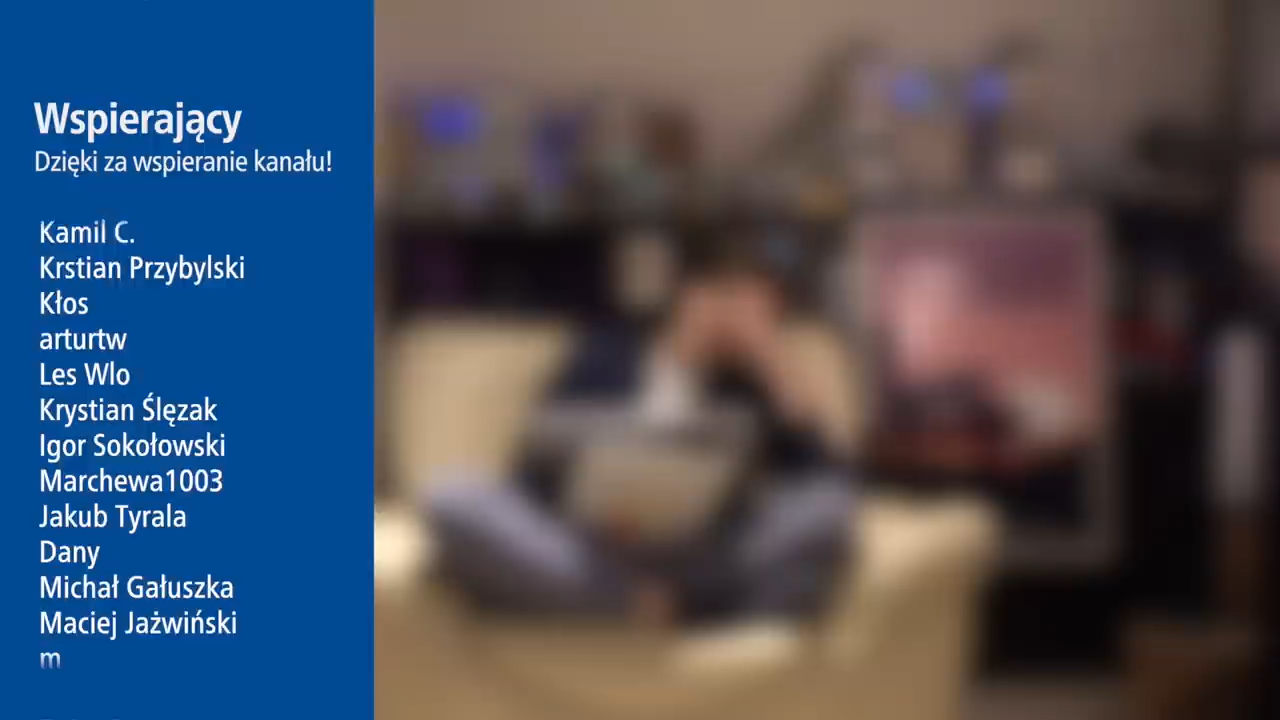 Wspierający
Dzięki za wspieranie kanału!
Kamil C.
Krstian Przybylski
Kłos
arturtw
Les Wlo
Krystian Ślęzak
Igor Sokołowski
Marchewa1003
Jakub Tyrala
Dany
Michał Gałuszka
Maciej Jażwiński
m